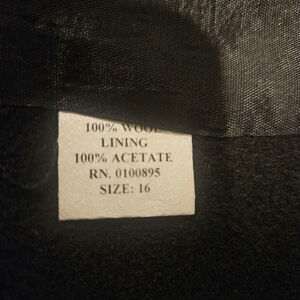 100% WOOL
LINING
100% ACETATE
RN. 0100895
SIZE: 16